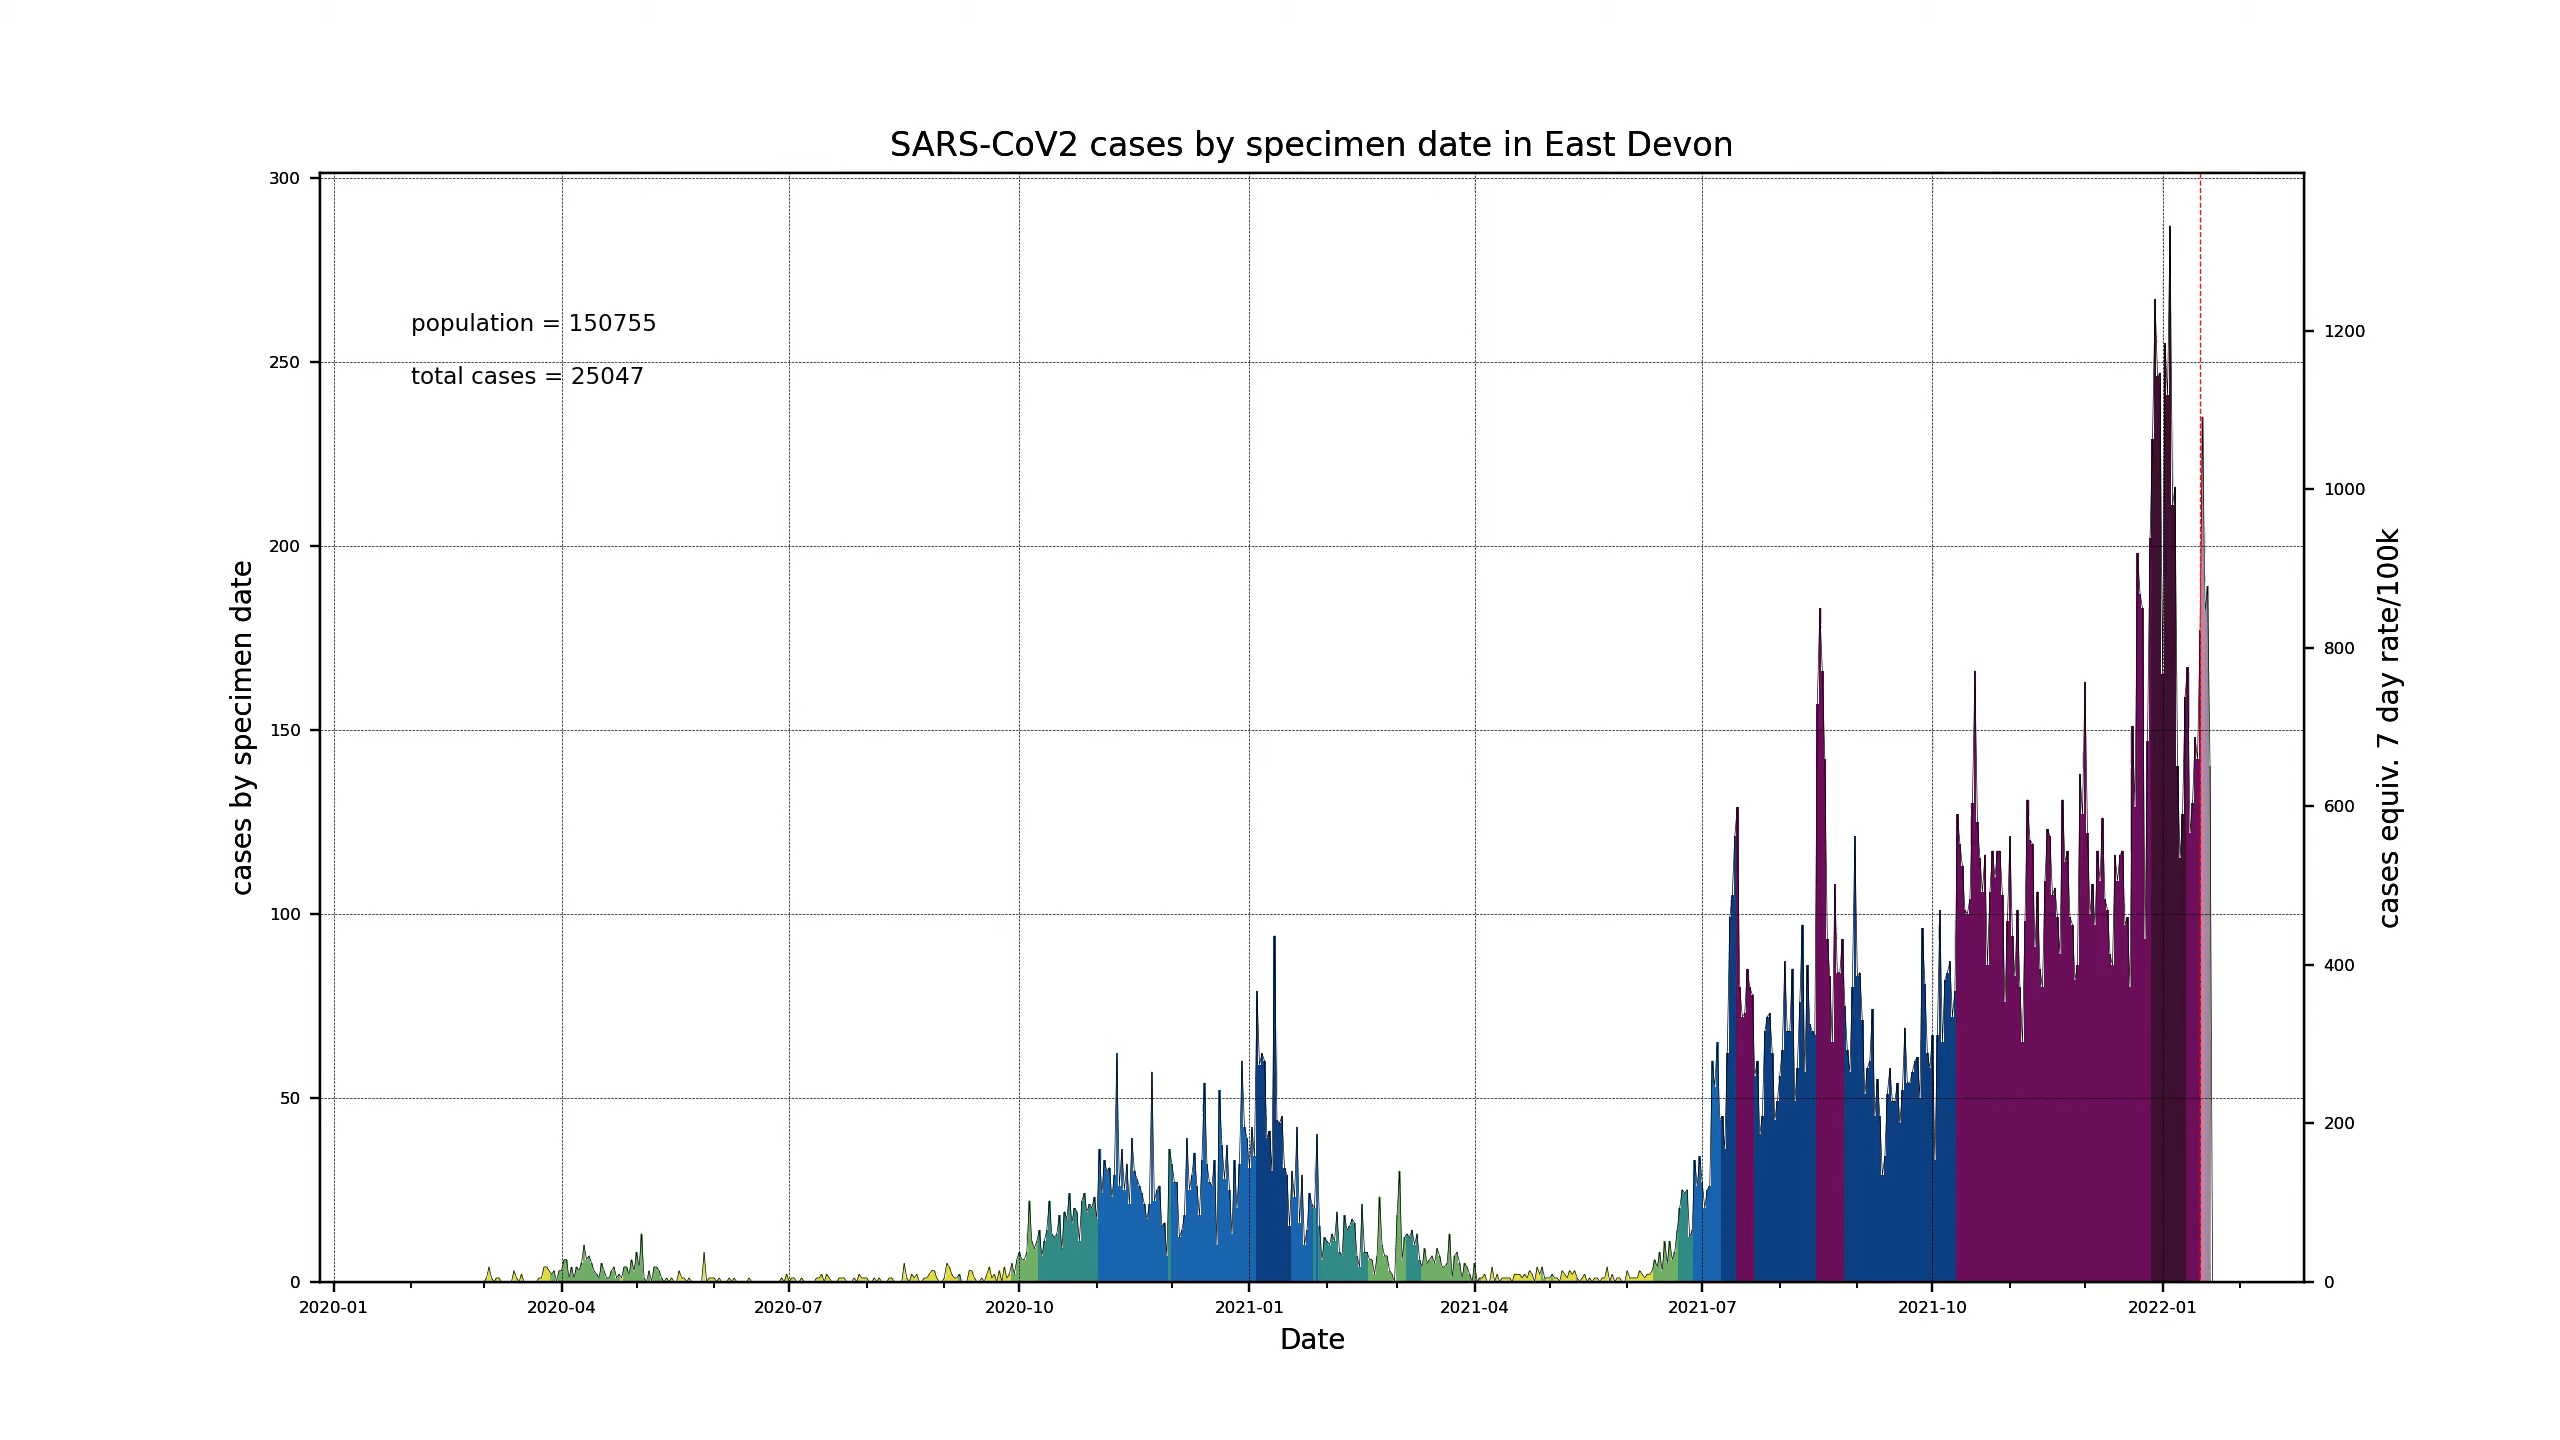 SARS-CoV2 cases by specimen date in East Devon
300
250
200
150
100
50
0
cases by specimen date
population = 150755
total cases = 25047
1200
1000
800
600
400
200
0
cases equiv. 7 day rate/100k
2020-01 2020-04 2020-07 2020-10 2021-01 2021-04 2021-07 2021-10 2022-01
Date